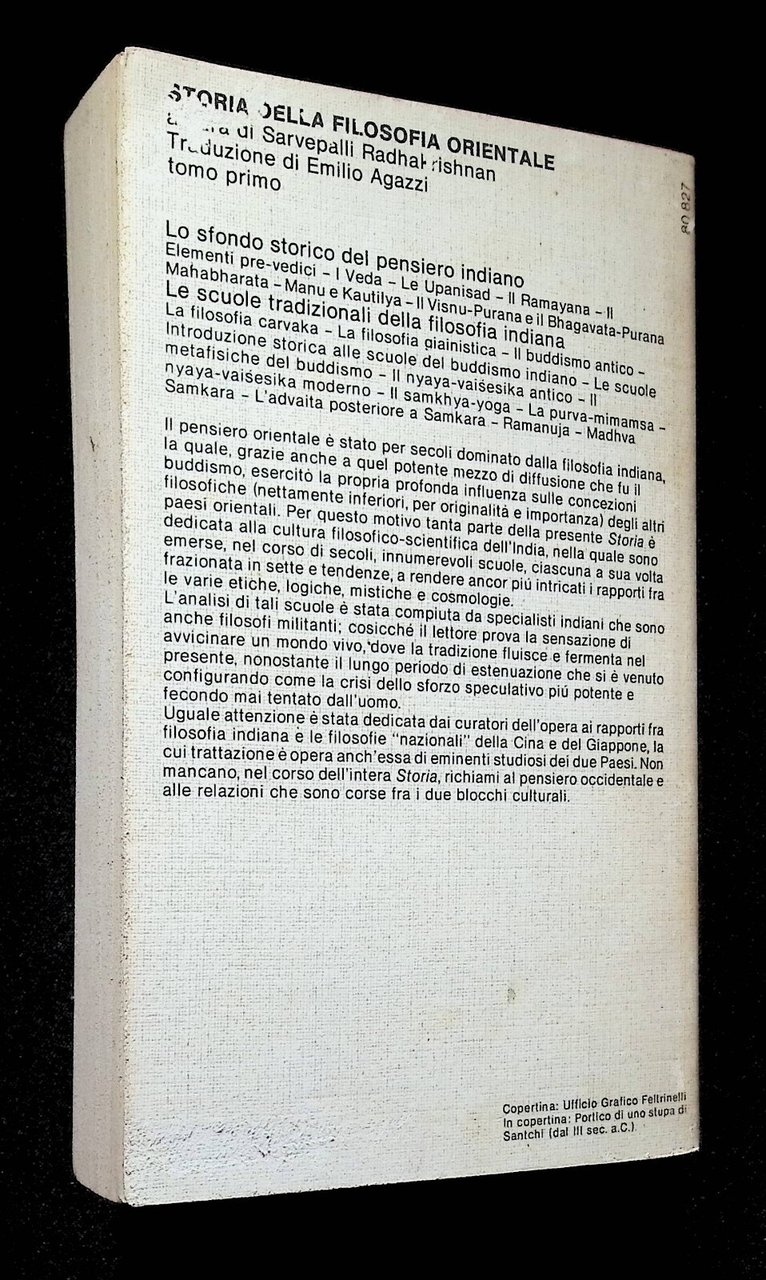 STORIA DELLA FILOSOFIA ORIENTALE
a cura di Sarvepalli Radhakrishnan
Traduzione di Emilio Agazzi
tomo primo
80 827
Lo sfondo storico del pensiero indiano
Elementi pre-vedici – I Veda – Le Upanisad – Il Ramayana – Il
Mahabharata – Manu e Kautilya – Il Visnu-Purana e il Bhagavata-Purana
Le scuole tradizionali della filosofia indiana
La filosofia carvaka – La filosofia giainistica – Il buddismo antico –
Introduzione storica alle scuole del buddismo indiano – Le scuole
metafisiche del buddismo – Il nyaya-vaiśesika antico – Il
nyaya-vaiśesika moderno – Il samkhya-yoga – La purva-mimamsa –
Samkara – L'advaita posteriore a Samkara – Ramanuja – Madhva
Il pensiero orientale è stato per secoli dominato dalla filosofia indiana,
la quale, grazie anche a quel potente mezzo di diffusione che fu il
buddismo, esercitò la propria profonda influenza sulle concezioni
filosofiche (nettamente inferiori, per originalità e importanza) degli altri
paesi orientali. Per questo motivo tanta parte della presente Storia è
dedicata alla cultura filosofico-scientifica dell'India, nella quale sono
emerse, nel corso di secoli, innumerevoli scuole, ciascuna a sua volta
frazionata in sette e tendenze, a rendere ancor piú intricati i rapporti fra
le varie etiche, logiche, mistiche e cosmologie.
L'analisi di tali scuole è stata compiuta da specialisti indiani che sono
anche filosofi militanti; cosicché il lettore prova la sensazione di
avvicinare un mondo vivo, dove la tradizione fluisce e fermenta nel
presente, nonostante il lungo periodo di estenuazione che si è venuto
configurando come la crisi dello sforzo speculativo piú potente e
fecondo mai tentato dall'uomo.
Uguale attenzione è stata dedicata dai curatori dell'opera ai rapporti fra
filosofia indiana e le filosofie "nazionali" della Cina e del Giappone, la
cui trattazione è opera anch'essa di eminenti studiosi dei due Paesi. Non
mancano, nel corso dell'intera Storia, richiami al pensiero occidentale e
alle relazioni che sono corse fra i due blocchi culturali.
Copertina: Ufficio Grafico Feltrinelli
In copertina: Portico di uno stupa di
Santchi (dal III sec. a.C.)